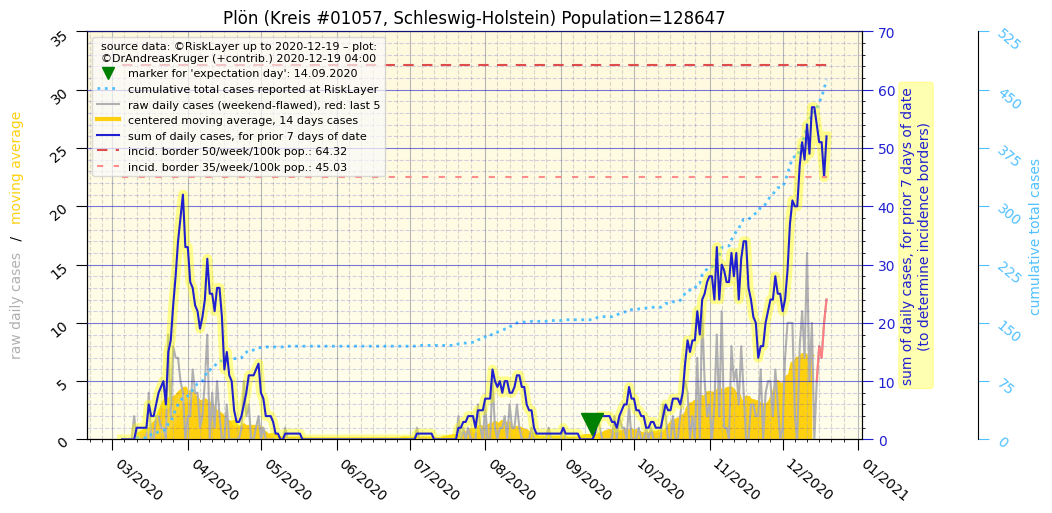 Plön (Kreis #01057, Schleswig-Holstein) Population=128647
source data: ©RiskLayer up to 2020-12-19 – plot:
©DrAndreasKruger (+contrib.) 2020-12-19 04:00
marker for 'expectation day': 14.09.2020
cumulative total cases reported at RiskLayer
raw daily cases (weekend-flawed), red: last 5
centered moving average, 14 days cases
sum of daily cases, for prior 7 days of date
incid. border 50/week/100k pop.: 64.32
incid. border 35/week/100k pop.: 45.03
raw daily cases / moving average
35
30
25
20
15
10
5
0
70
60
50
40
30
20
10
0
sum of daily cases, for prior 7 days of date
(to determine incidence borders)
525
450
375
300
225
150
75
0
cumulative total cases
03/2020
04/2020
05/2020
06/2020
07/2020
08/2020
09/2020
10/2020
11/2020
12/2020
01/2021